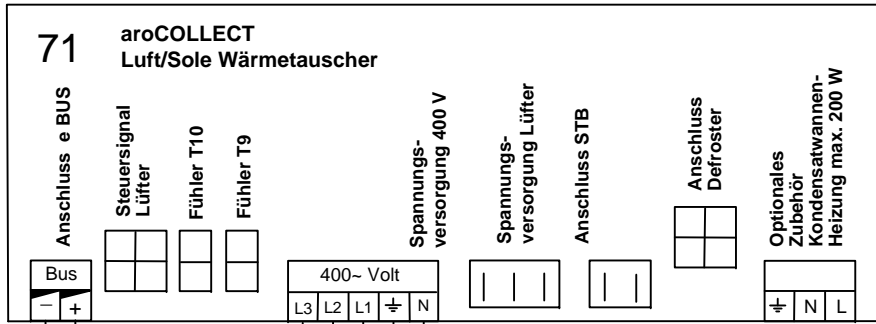 71
aroCOLLECT
Luft/Sole Wärmetauscher
Anschluss e BUS
Steuersignal
Lüfter
Fühler T10
Fühler T9
Spannungs-
versorgung 400 V
Spannungs-
versorgung Lüfter
Anschluss STB
Anschluss
Defroster
Optionales
Zubehör
Kondensatwannen-
Heizung max. 200 W
Bus
− +
400~ Volt
L3 L2 L1 ⏚ N
⏚ N L